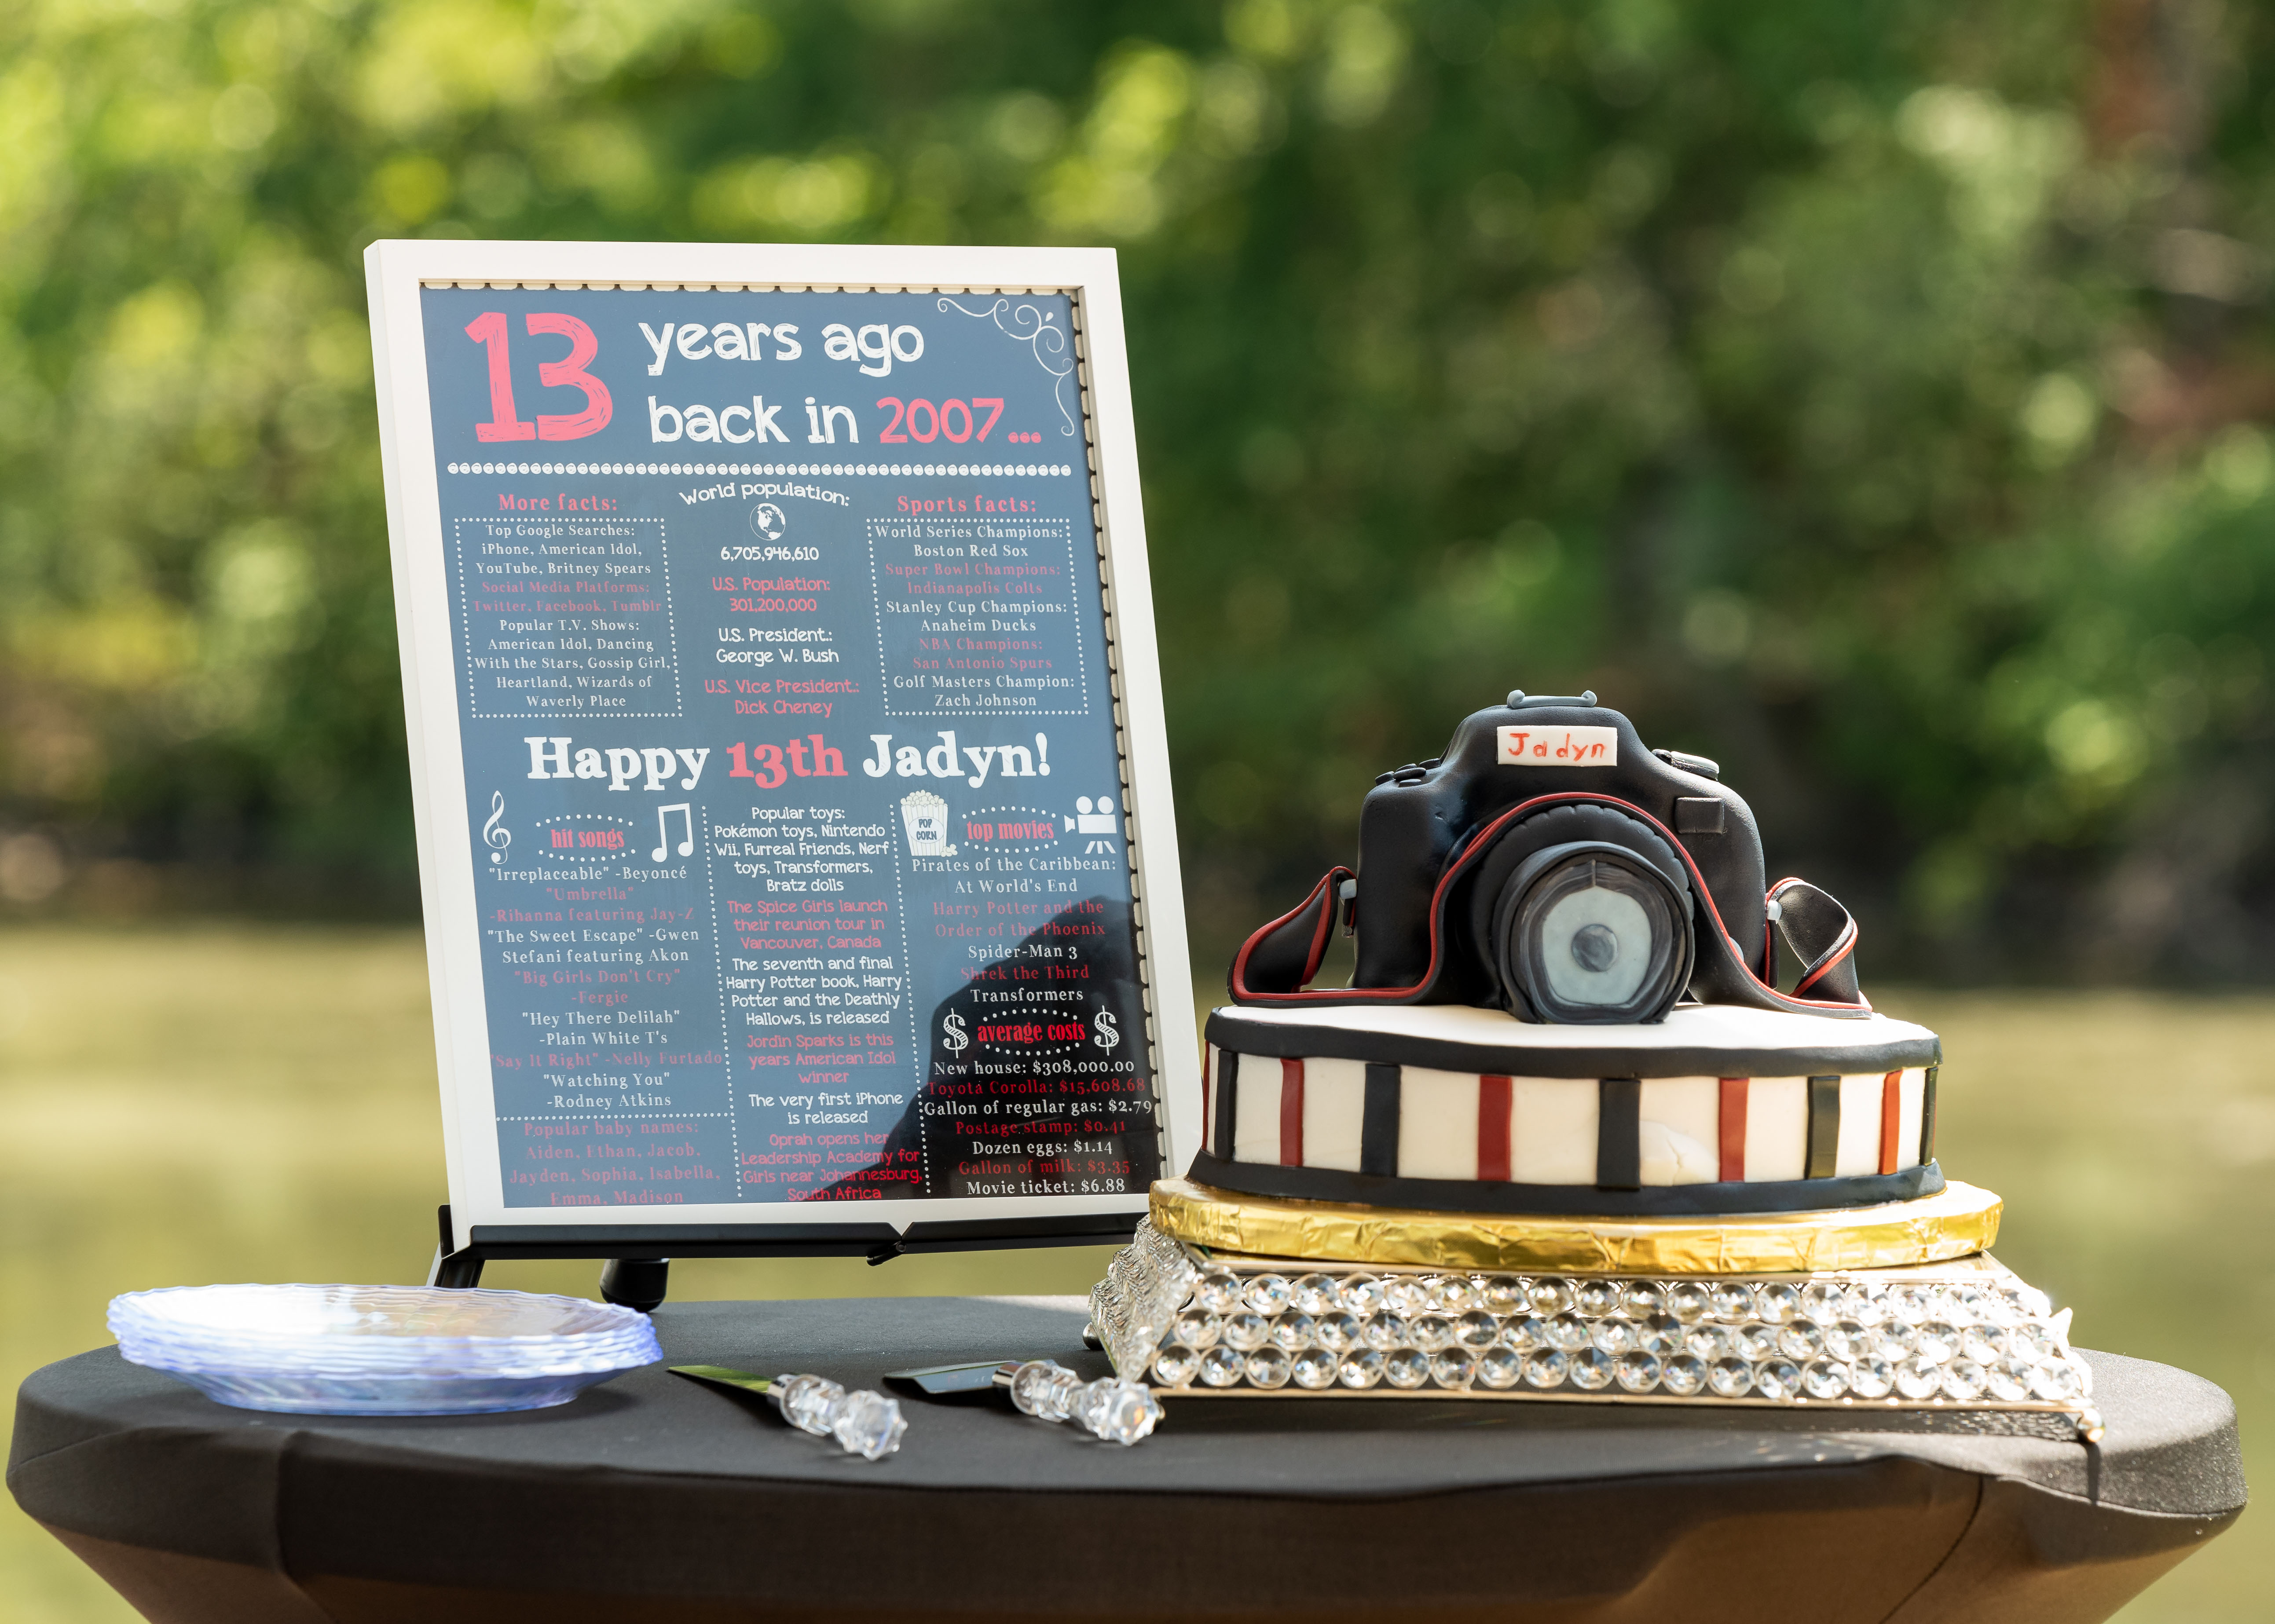 13 years ago
back in 2007...
More facts:
Top Google Searches:
iPhone, American Idol,
YouTube, Britney Spears
Social Media Platforms:
Twitter, Facebook, Tumblr
Popular T.V. Shows:
American Idol, Dancing
With the Stars, Gossip Girl,
Heartland, Wizards of
Waverly Place
World population:
6,705,946,610
U.S. Population:
301,200,000
U.S. President.:
George W. Bush
U.S. Vice President.:
Dick Cheney
Sports facts:
World Series Champions:
Boston Red Sox
Super Bowl Champions:
Indianapolis Colts
Stanley Cup Champions:
Anaheim Ducks
NBA Champions:
San Antonio Spurs
Golf Masters Champion:
Zach Johnson
Happy 13th Jadyn!
hit songs
"Irreplaceable" -Beyoncé
"Umbrella"
-Rihanna featuring Jay-Z
"The Sweet Escape" -Gwen
Stefani featuring Akon
"Big Girls Don't Cry"
-Fergie
"Hey There Delilah"
-Plain White T's
"Say It Right" -Nelly Furtado
"Watching You"
-Rodney Atkins
Popular baby names:
Aiden, Ethan, Jacob,
Jayden, Sophia, Isabella,
Emma, Madison
Popular toys:
Pokémon toys, Nintendo
Wii, Furreal Friends, Nerf
toys, Transformers,
Bratz dolls
The Spice Girls launch
their reunion tour in
Vancouver, Canada
The seventh and final
Harry Potter book, Harry
Potter and the Deathly
Hallows, is released
Jordin Sparks is this
years American Idol
winner
The very first iPhone
is released
Oprah opens her
Leadership Academy for
Girls near Johannesburg,
South Africa
POP
CORN
top movies
Pirates of the Caribbean:
At World's End
Harry Potter and the
Order of the Phoenix
Spider-Man 3
Shrek the Third
Transformers
$ average costs $
New house: $308,000.00
Toyota Corolla: $15,608.68
Gallon of regular gas: $2.79
Postage stamp: $0.41
Dozen eggs: $1.14
Gallon of milk: $3.35
Movie ticket: $6.88
Jadyn